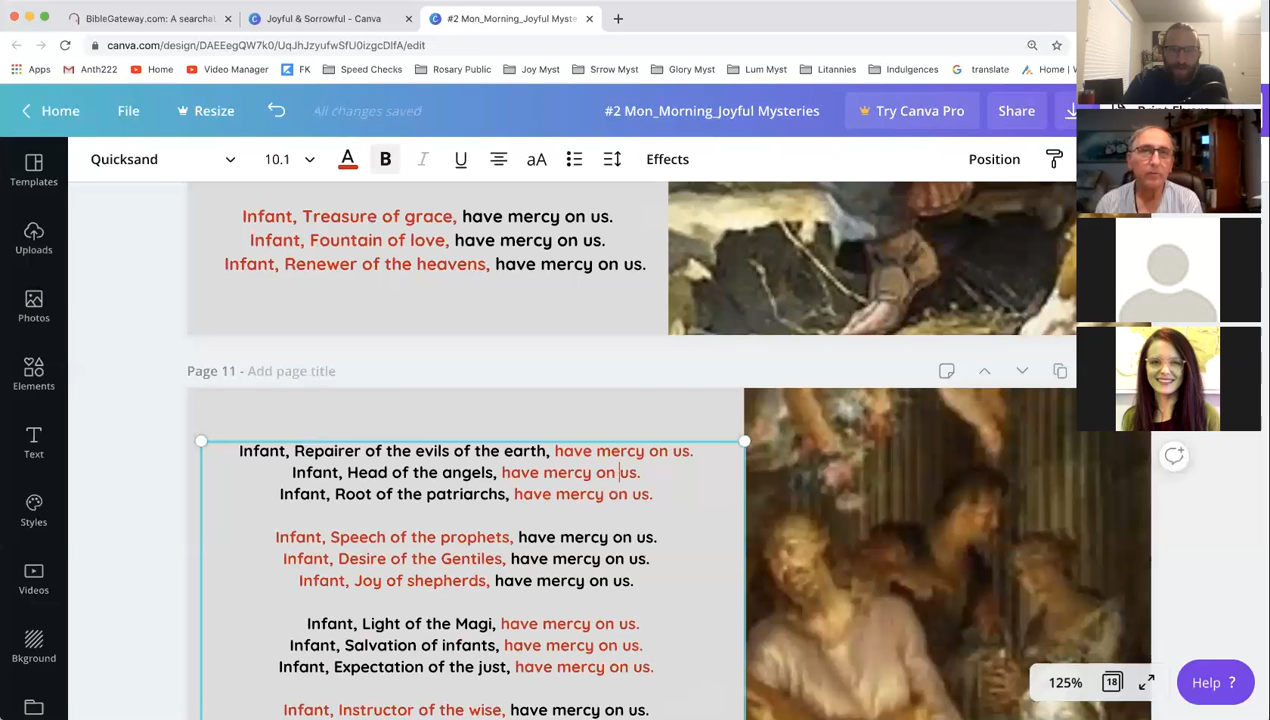 BibleGateway.com: A searchab
Joyful & Sorrowful - Canva
#2 Mon_Morning_Joyful Myste
canva.com/design/DAEEegQW7k0/UqJhJzyufwSfU0izgcDlfA/edit
Apps Gmail Anth222 Home Video Manager FK Speed Checks Rosary Public Joy Myst Srrow Myst Glory Myst Lum Myst Litannies Indulgences translate Home | W
Home File Resize All changes saved #2 Mon_Morning_Joyful Mysteries Try Canva Pro Share
Quicksand 10.1 A B I U aA Effects Position
Templates
Uploads
Photos
Elements
Text
Styles
Videos
Bkground
Infant, Treasure of grace, have mercy on us.
Infant, Fountain of love, have mercy on us.
Infant, Renewer of the heavens, have mercy on us.
Page 11 - Add page title
Infant, Repairer of the evils of the earth, have mercy on us.
Infant, Head of the angels, have mercy on us.
Infant, Root of the patriarchs, have mercy on us.
Infant, Speech of the prophets, have mercy on us.
Infant, Desire of the Gentiles, have mercy on us.
Infant, Joy of shepherds, have mercy on us.
Infant, Light of the Magi, have mercy on us.
Infant, Salvation of infants, have mercy on us.
Infant, Expectation of the just, have mercy on us.
Infant, Instructor of the wise, have mercy on us.
125% 18 Help ?